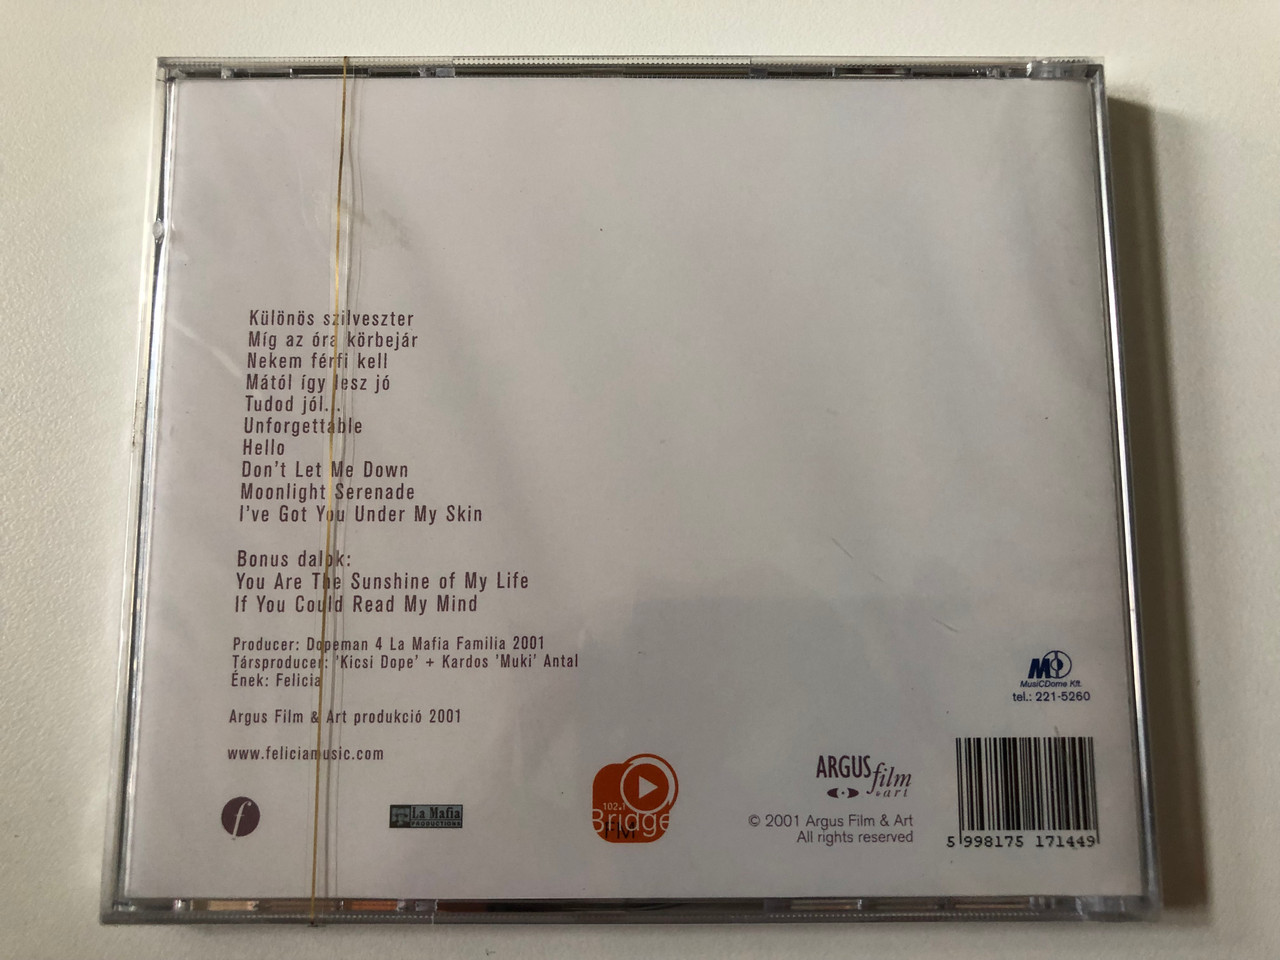 Különös szilveszter
Míg az óra körbejár
Nekem férfi kell
Mától így lesz jó
Tudod jól...
Unforgettable
Hello
Don't Let Me Down
Moonlight Serenade
I've Got You Under My Skin
Bonus dalok:
You Are The Sunshine of My Life
If You Could Read My Mind
Producer: Dopeman 4 La Mafia Familia 2001
Társproducer: 'Kicsi Dope' + Kardos 'Muki' Antal
Ének: Felicia
Argus Film & Art produkció 2001
www.feliciamusic.com
f
La Mafia
PRODUCTIONS
102.1
Bridge
FM
ARGUS film
+art
© 2001 Argus Film & Art
All rights reserved
MD
MusiCDome Kft.
tel.: 221-5260
5 998175 171449